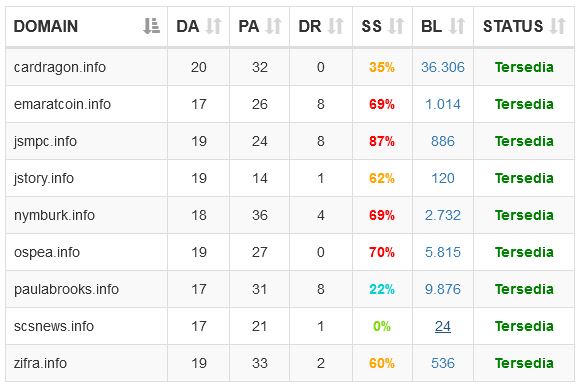 DOMAIN DA PA DR SS BL STATUS
cardragon.info 20 32 0 35% 36.306 Tersedia
emaratcoin.info 17 26 8 69% 1.014 Tersedia
jsmpc.info 19 24 8 87% 886 Tersedia
jstory.info 19 14 1 62% 120 Tersedia
nymburk.info 18 36 4 69% 2.732 Tersedia
ospea.info 19 27 0 70% 5.815 Tersedia
paulabrooks.info 17 31 8 22% 9.876 Tersedia
scsnews.info 17 21 1 0% 24 Tersedia
zifra.info 19 33 2 60% 536 Tersedia